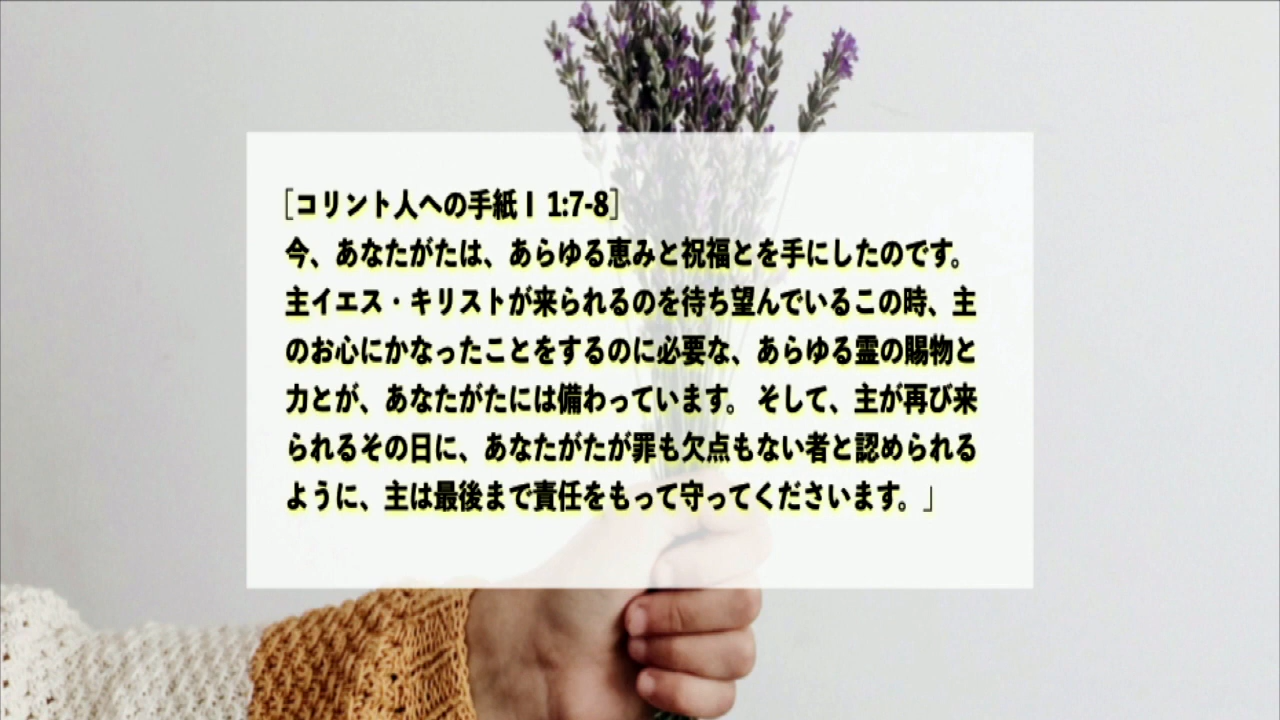 [コリント人への手紙Ⅰ 1:7-8]
今、あなたがたは、あらゆる恵みと祝福とを手にしたのです。
主イエス・キリストが来られるのを待ち望んでいるこの時、主
のお心にかなったことをするのに必要な、あらゆる霊の賜物と
力とが、あなたがたには備わっています。 そして、主が再び来
られるその日に、あなたがたが罪も欠点もない者と認められる
ように、主は最後まで責任をもって守ってくださいます。」